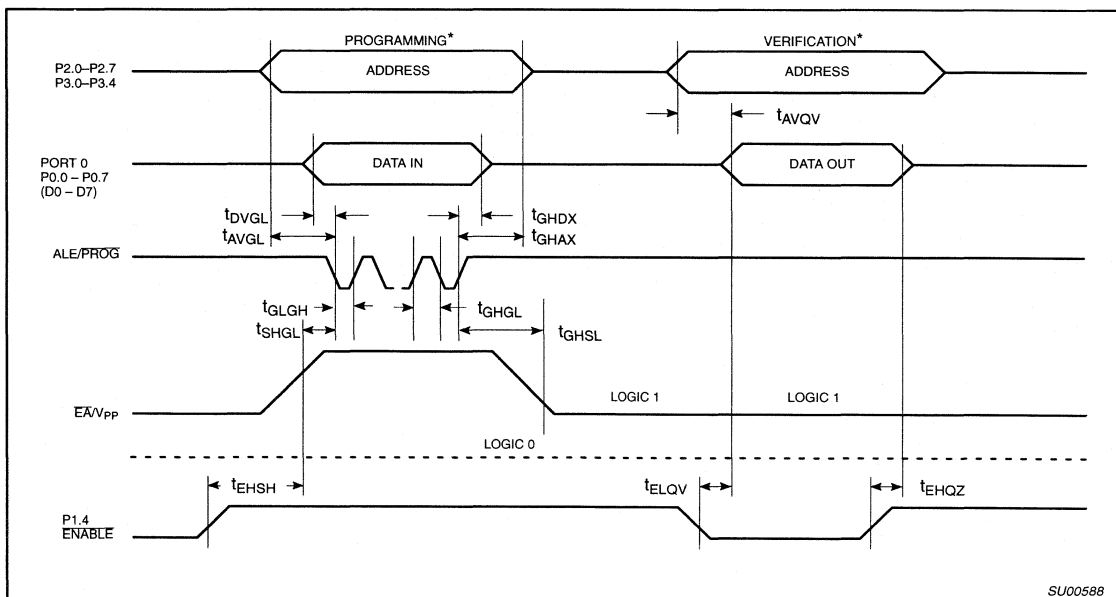 PROGRAMMING*
VERIFICATION*
P2.0–P2.7
P3.0–P3.4
ADDRESS
ADDRESS
tAVQV
PORT 0
P0.0 – P0.7
(D0 – D7)
DATA IN
DATA OUT
tDVGL
tGHDX
tAVGL
tGHAX
ALE/PROG
tGLGH
tGHGL
tSHGL
tGHSL
LOGIC 1
LOGIC 1
EA/VPP
LOGIC 0
tEHSH
tELQV
tEHQZ
P1.4
ENABLE
SU00588